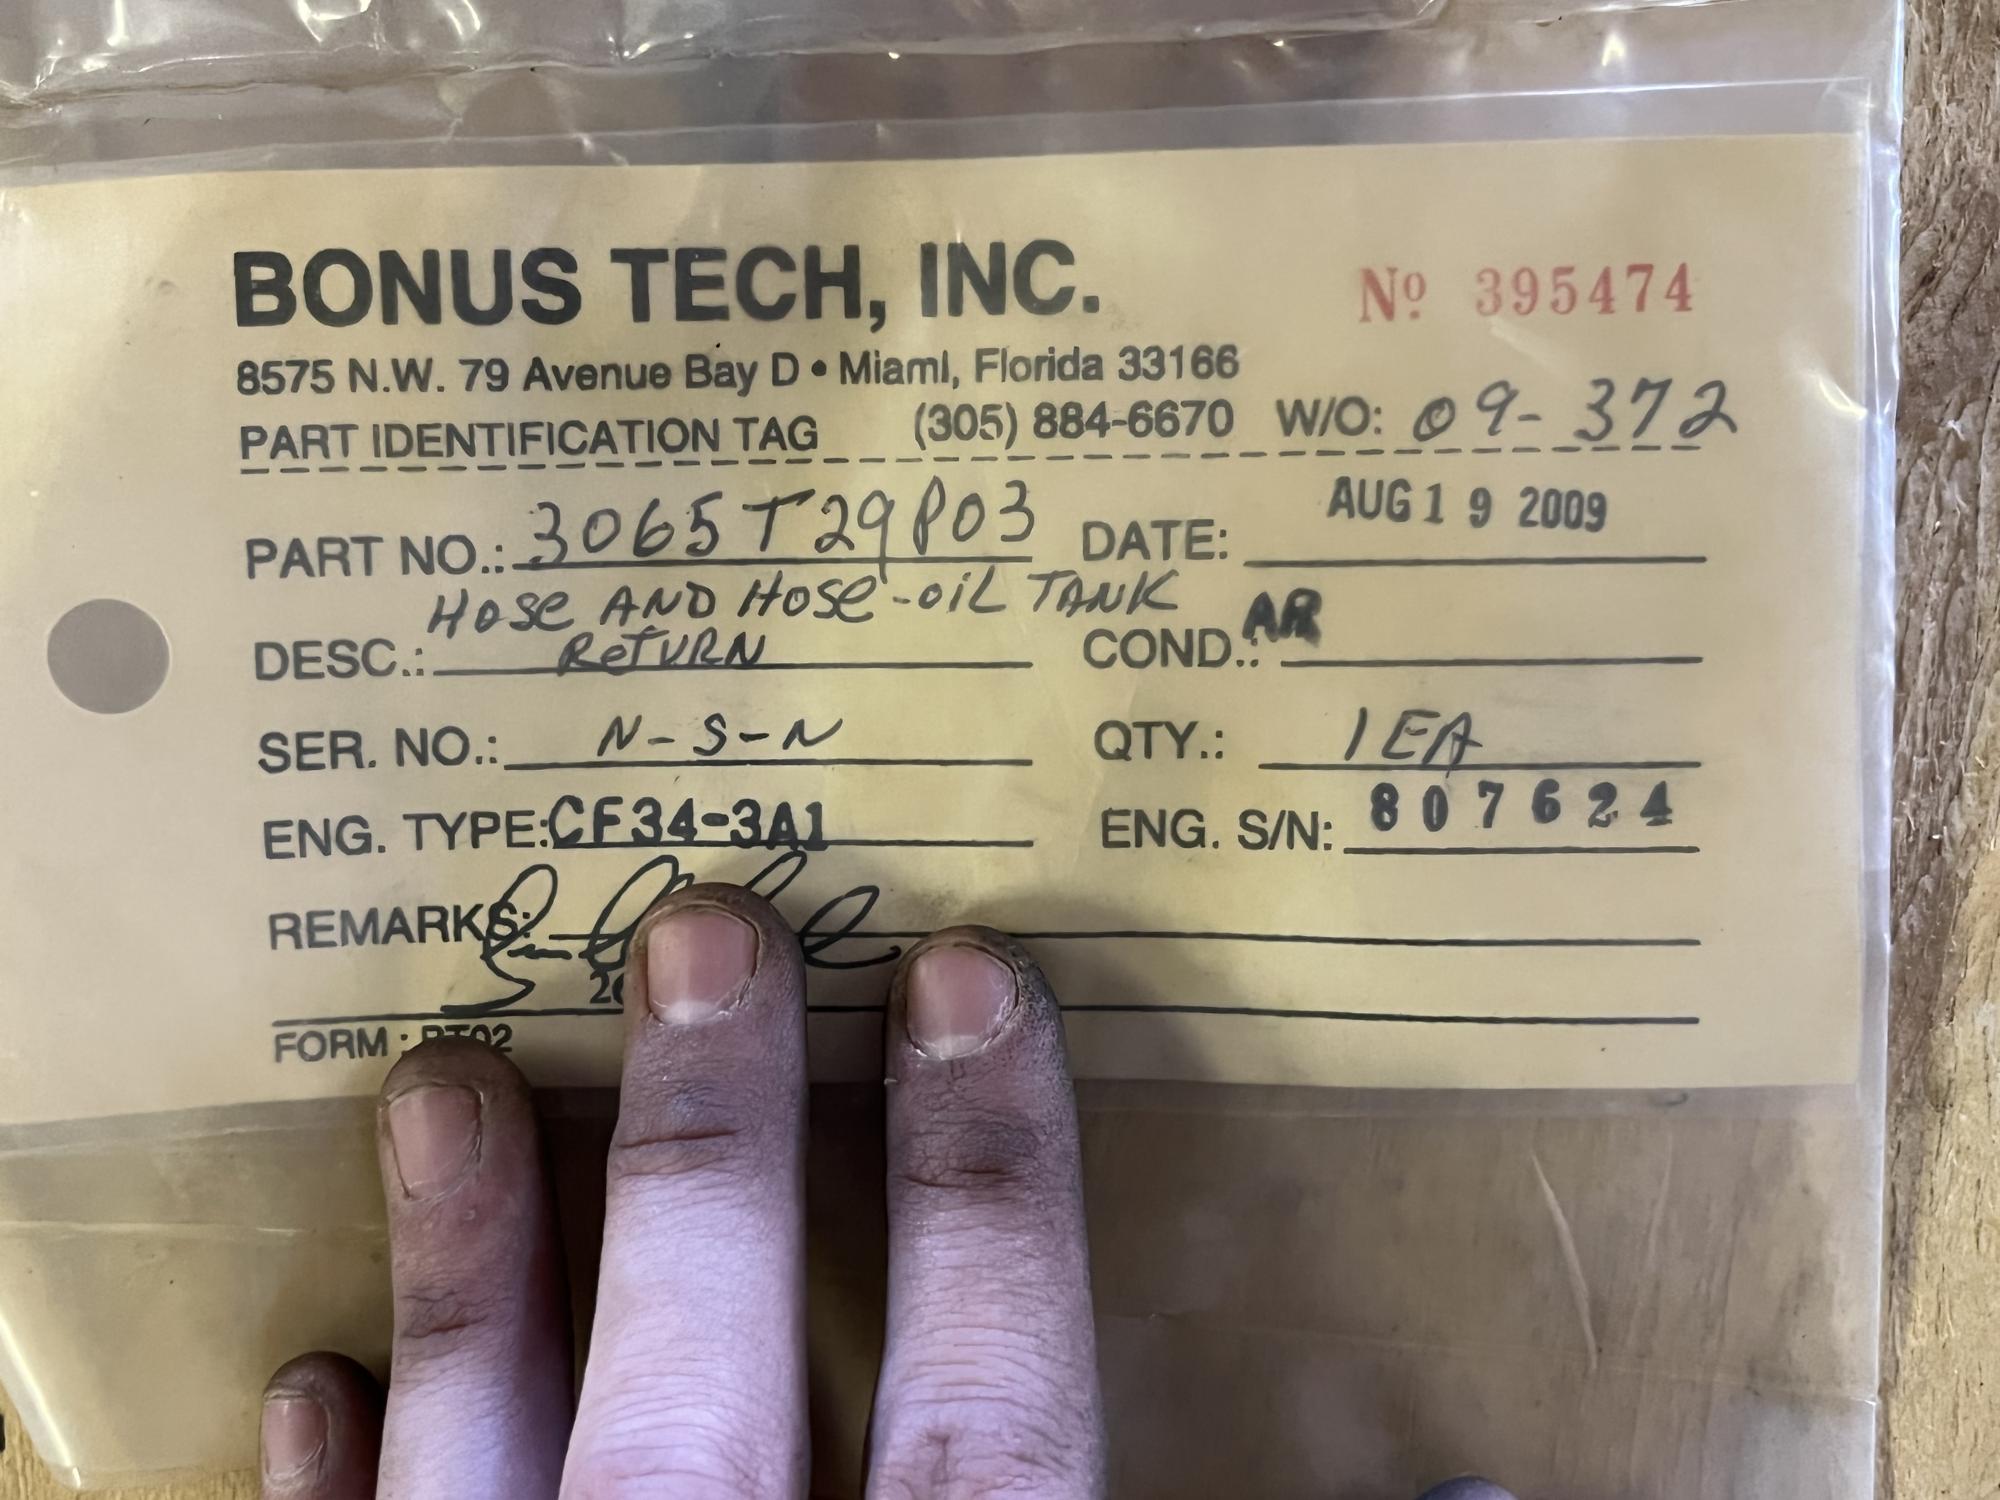 BONUS TECH, INC.
Nº 395474
8575 N.W. 79 Avenue Bay D • Miami, Florida 33166
PART IDENTIFICATION TAG (305) 884-6670 W/O: 09-372
PART NO.: 3065T29P03 DATE: AUG 19 2009
HOSE AND HOSE-OIL TANK
DESC.: RETURN COND.: AR
SER. NO.: N-S-N QTY.: 1 EA
ENG. TYPE: CF34-3A1 ENG. S/N: 807624
REMARKS:
FORM :